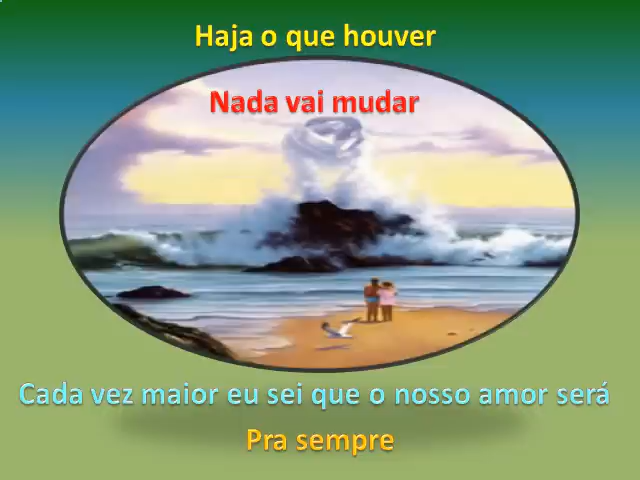 Haja o que houver
Nada vai mudar
Cada vez maior eu sei que o nosso amor será
Pra sempre